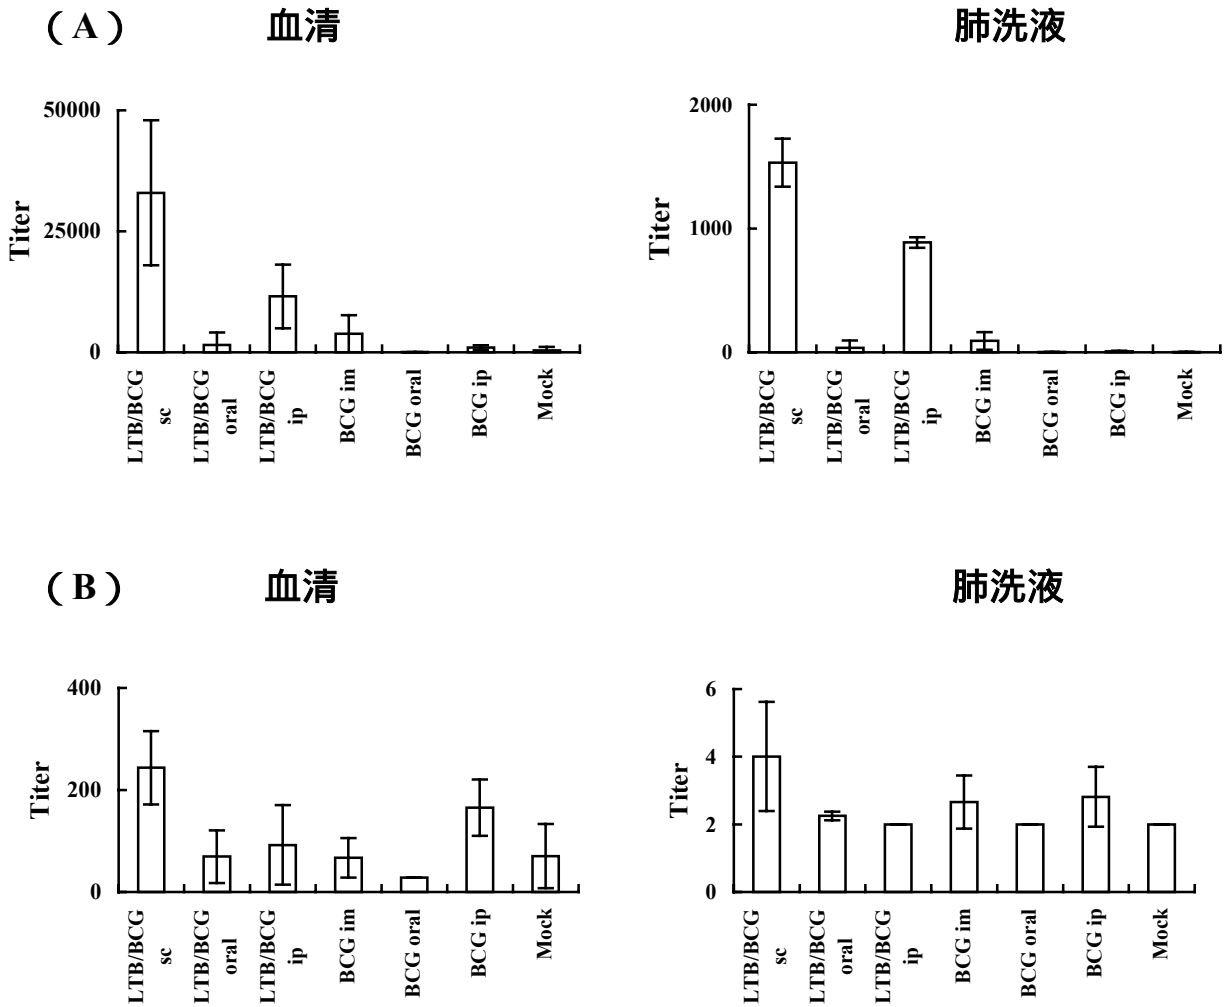 (A)
血清
肺洗液
50000
25000
0
Titer
LTB/BCG
sc
LTB/BCG
oral
LTB/BCG
ip
BCG im
BCG oral
BCG ip
Mock
2000
1000
0
Titer
LTB/BCG
sc
LTB/BCG
oral
LTB/BCG
ip
BCG im
BCG oral
BCG ip
Mock
(B)
血清
肺洗液
400
200
0
Titer
LTB/BCG
sc
LTB/BCG
oral
LTB/BCG
ip
BCG im
BCG oral
BCG ip
Mock
6
4
2
0
Titer
LTB/BCG
sc
LTB/BCG
oral
LTB/BCG
ip
BCG im
BCG oral
BCG ip
Mock